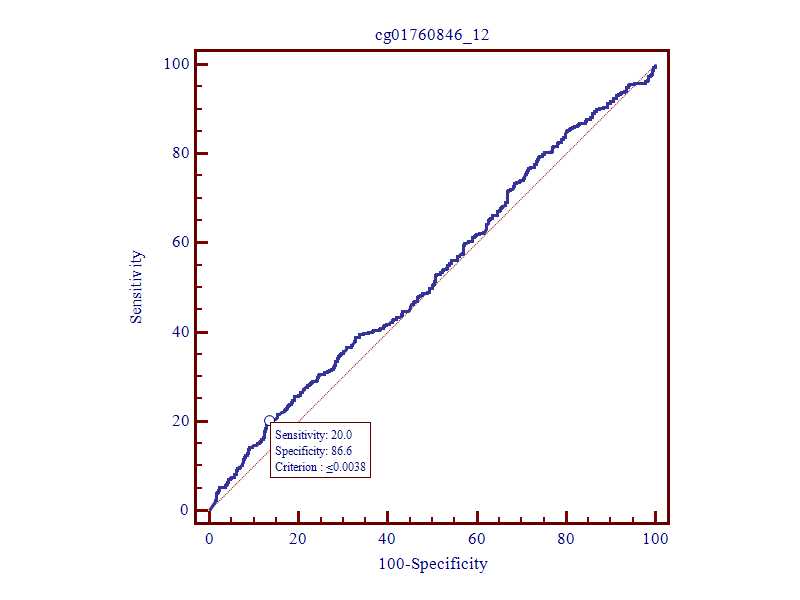 cg01760846_12
100
80
60
40
20
0
Sensitivity
Sensitivity: 20.0
Specificity: 86.6
Criterion : ≤0.0038
0 20 40 60 80 100
100-Specificity